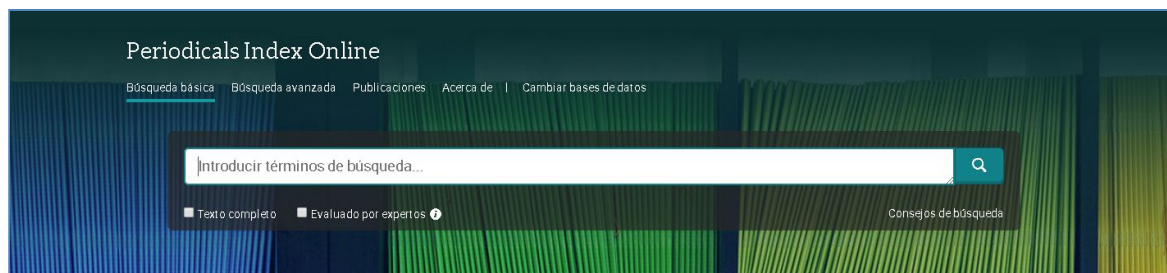 Periodicals Index Online
Búsqueda básica Búsqueda avanzada Publicaciones Acerca de | Cambiar bases de datos
Introducir términos de búsqueda...
Texto completo Evaluado por expertos i Consejos de búsqueda